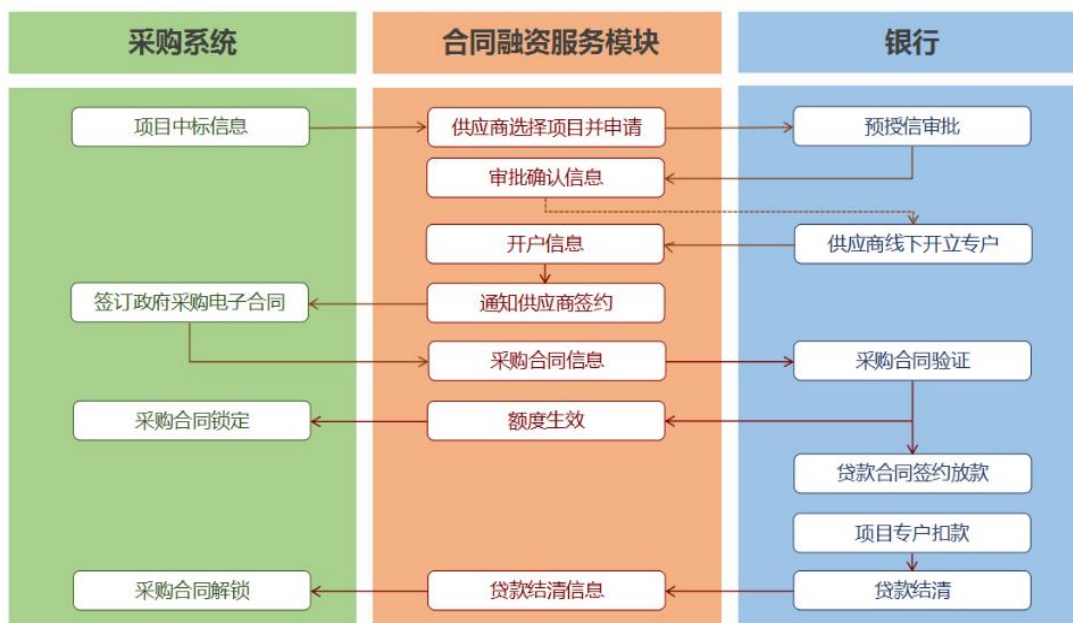 采购系统
合同融资服务模块
银行
项目中标信息
供应商选择项目并申请
预授信审批
审批确认信息
开户信息
供应商线下开立专户
签订政府采购电子合同
通知供应商签约
采购合同信息
采购合同验证
采购合同锁定
额度生效
贷款合同签约放款
项目专户扣款
采购合同解锁
贷款结清信息
贷款结清